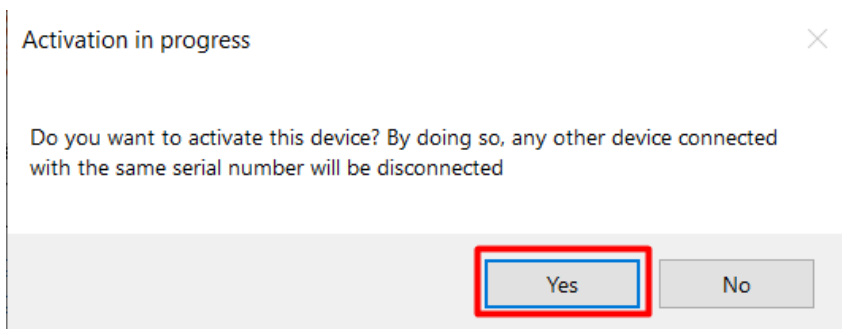 Activation in progress
Do you want to activate this device? By doing so, any other device connected
with the same serial number will be disconnected
Yes
No